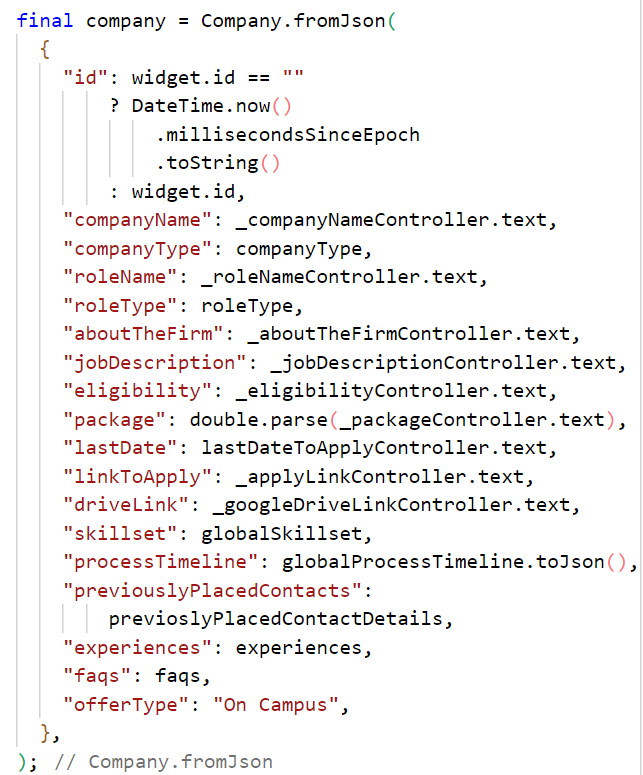 final company = Company.fromJson(
{
"id": widget.id == ""
? DateTime.now()
.millisecondsSinceEpoch
.toString()
: widget.id,
"companyName": _companyNameController.text,
"companyType": companyType,
"roleName": _roleNameController.text,
"roleType": roleType,
"aboutTheFirm": _aboutTheFirmController.text,
"jobDescription": _jobDescriptionController.text,
"eligibility": _eligibilityController.text,
"package": double.parse(_packageController.text),
"lastDate": lastDateToApplyController.text,
"linkToApply": _applyLinkController.text,
"driveLink": _googleDriveLinkController.text,
"skillset": globalSkillset,
"processTimeline": globalProcessTimeline.toJson(),
"previouslyPlacedContacts":
previoslyPlacedContactDetails,
"experiences": experiences,
"faqs": faqs,
"offerType": "On Campus",
},
); // Company.fromJson